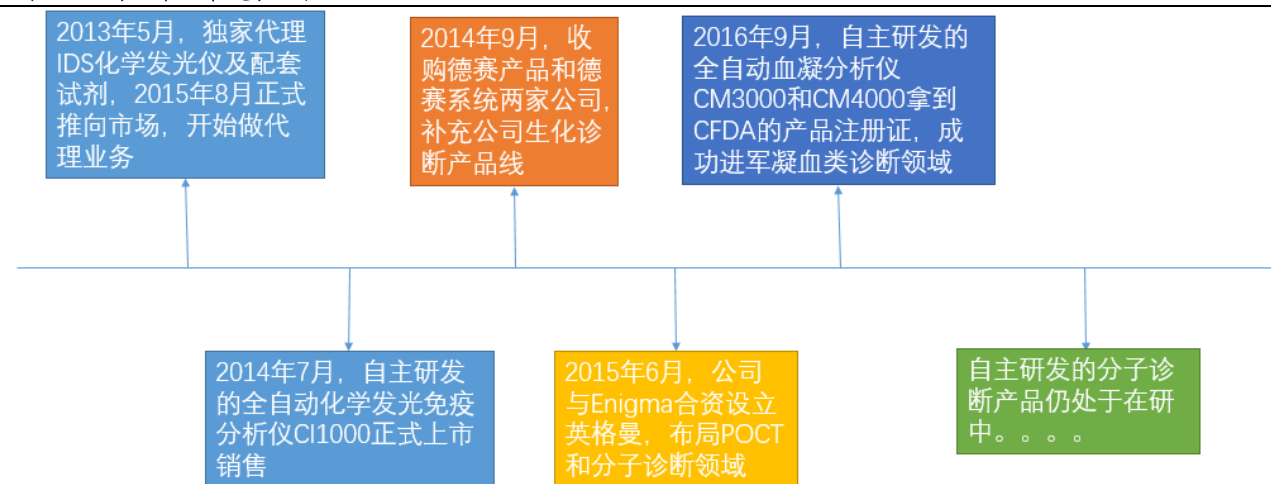 2013年5月，独家代理
IDS化学发光仪及配套
试剂，2015年8月正式
推向市场，开始做代
理业务
2014年9月，收
购德赛产品和德
赛系统两家公司，
补充公司生化诊
断产品线
2016年9月，自主研发的
全自动血凝分析仪
CM3000和CM4000拿到
CFDA的产品注册证，成
功进军凝血类诊断领域
2014年7月，自主研发
的全自动化学发光免疫
分析仪CI1000正式上市
销售
2015年6月，公司
与Enigma合资设立
英格曼，布局POCT
和分子诊断领域
自主研发的分子诊
断产品仍处于在研
中。。。。